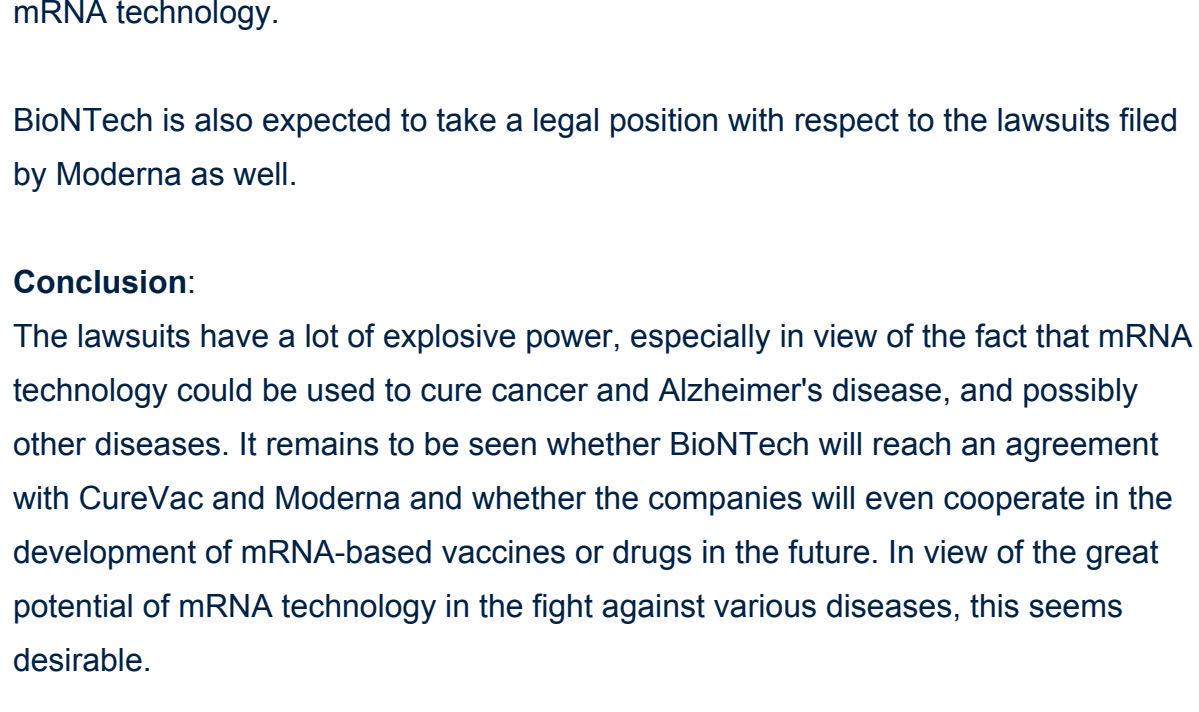 mRNA technology.
BioNTech is also expected to take a legal position with respect to the lawsuits filed
by Moderna as well.
Conclusion:
The lawsuits have a lot of explosive power, especially in view of the fact that mRNA
technology could be used to cure cancer and Alzheimer's disease, and possibly
other diseases. It remains to be seen whether BioNTech will reach an agreement
with CureVac and Moderna and whether the companies will even cooperate in the
development of mRNA-based vaccines or drugs in the future. In view of the great
potential of mRNA technology in the fight against various diseases, this seems
desirable.